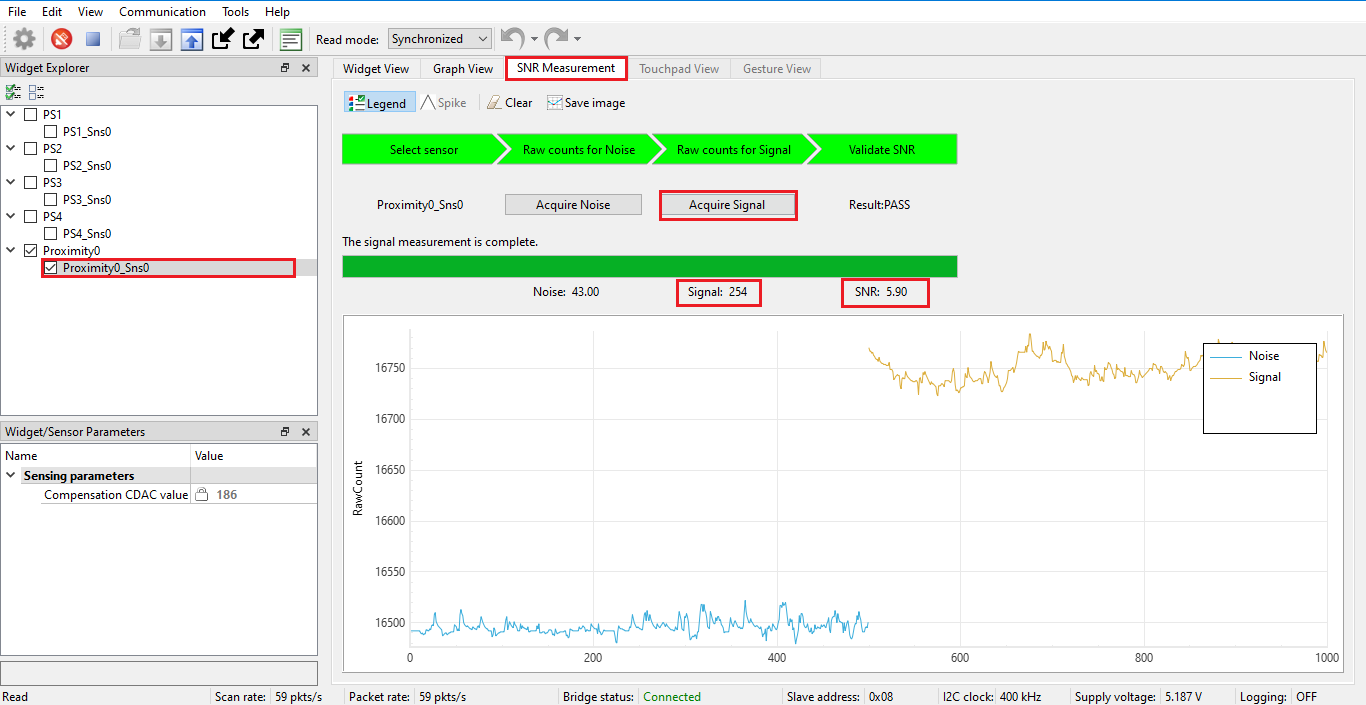 File Edit View Communication Tools Help
Read mode: Synchronized
Widget Explorer
PS1
PS1_Sns0
PS2
PS2_Sns0
PS3
PS3_Sns0
PS4
PS4_Sns0
Proximity0
Proximity0_Sns0
Widget/Sensor Parameters
Name Value
Sensing parameters
Compensation CDAC value 186
Widget View Graph View SNR Measurement Touchpad View Gesture View
Legend Spike Clear Save image
Select sensor Raw counts for Noise Raw counts for Signal Validate SNR
Proximity0_Sns0 Acquire Noise Acquire Signal Result:PASS
The signal measurement is complete.
Noise: 43.00 Signal: 254 SNR: 5.90
Noise
Signal
RawCount
16750
16700
16650
16600
16550
16500
0 200 400 600 800 1000
Read Scan rate: 59 pkts/s Packet rate: 59 pkts/s Bridge status: Connected Slave address: 0x08 I2C clock: 400 kHz Supply voltage: 5.187 V Logging: OFF